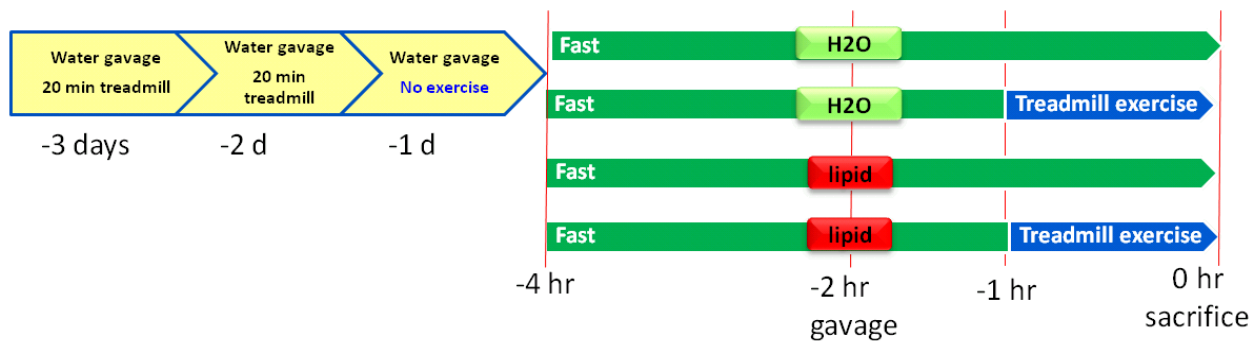 Water gavage
20 min treadmill
-3 days
Water gavage
20 min
treadmill
-2 d
Water gavage
No exercise
-1 d
Fast
H2O
Fast
H2O
Treadmill exercise
Fast
lipid
Fast
lipid
Treadmill exercise
-4 hr
-2 hr
gavage
-1 hr
0 hr
sacrifice